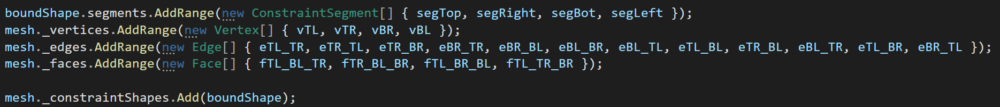 boundShape.segments.AddRange(new ConstraintSegment[] { segTop, segRight, segBot, segLeft });
mesh._vertices.AddRange(new Vertex[] { vTL, vTR, vBR, vBL });
mesh._edges.AddRange(new Edge[] { eTL_TR, eTR_TL, eTR_BR, eBR_TR, eBR_BL, eBL_BR, eBL_TL, eTL_BL, eTR_BL, eBL_TR, eTL_BR, eBR_TL });
mesh._faces.AddRange(new Face[] { fTL_BL_TR, fTR_BL_BR, fTL_BR_BL, fTL_TR_BR });

mesh._constraintShapes.Add(boundShape);